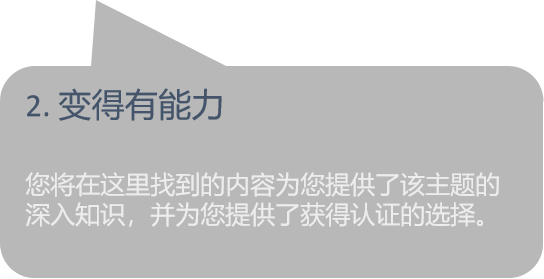 2. 变得有能力
您将在这里找到的内容为您提供了该主题的
深入知识，并为您提供了获得认证的选择。